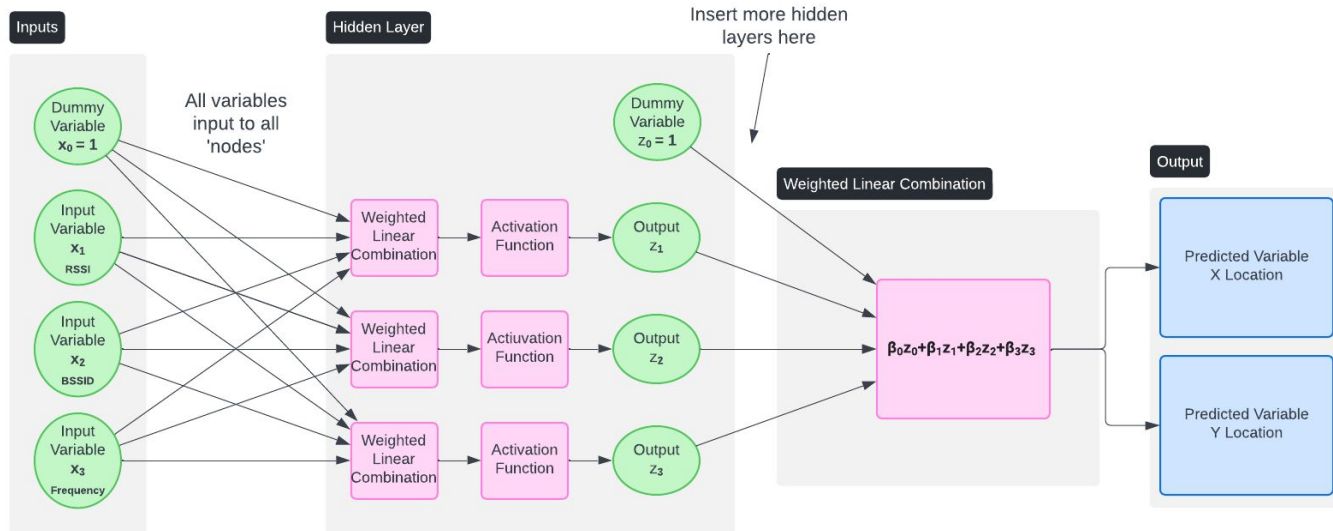 Inputs
Hidden Layer
Insert more hidden
layers here
All variables
input to all
'nodes'
Dummy
Variable
x₀ = 1
Input
Variable
x₁
RSSI
Input
Variable
x₂
BSSID
Input
Variable
x₃
Frequency
Weighted
Linear
Combination
Activation
Function
Weighted
Linear
Combination
Actiuvation
Function
Weighted
Linear
Combination
Activation
Function
Dummy
Variable
z₀ = 1
Output
z₁
Output
z₂
Output
z₃
Weighted Linear Combination
β₀z₀+β₁z₁+β₂z₂+β₃z₃
Output
Predicted Variable
X Location
Predicted Variable
Y Location